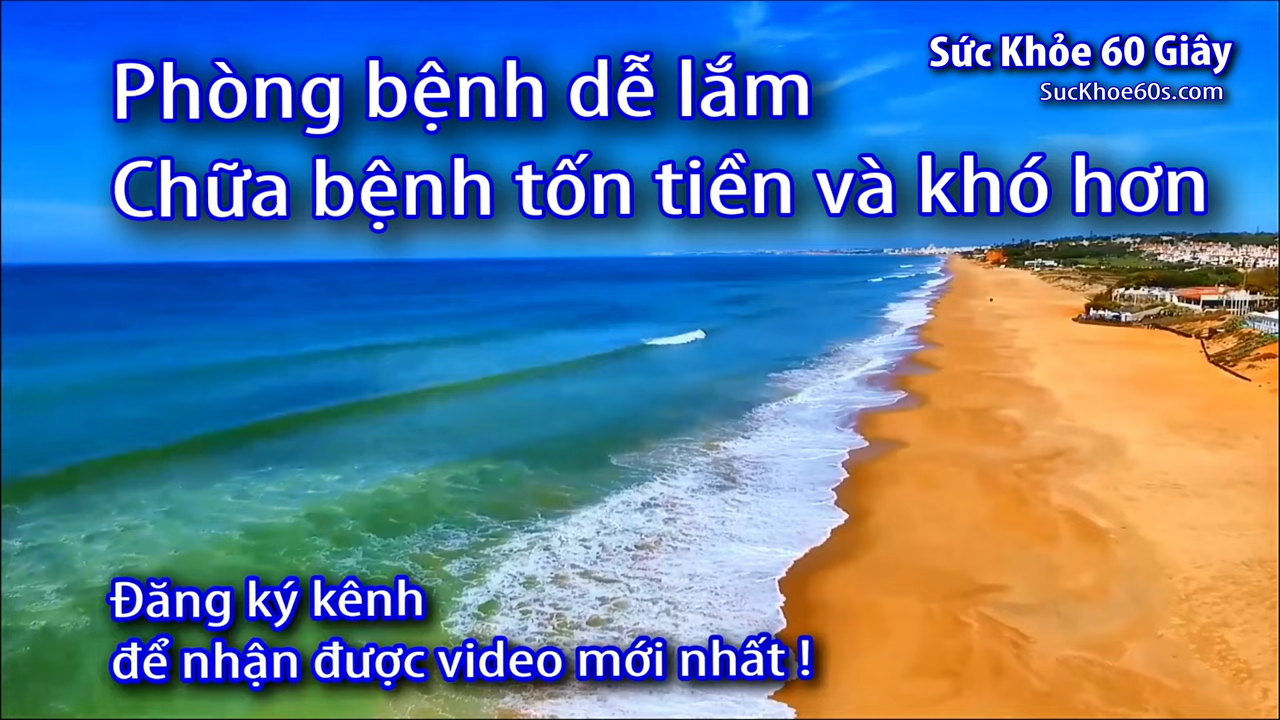 Sức Khỏe 60 Giây
SucKhoe60s.com
Phòng bệnh dễ lắm
Chữa bệnh tốn tiền và khó hơn
Đăng ký kênh
để nhận được video mới nhất !